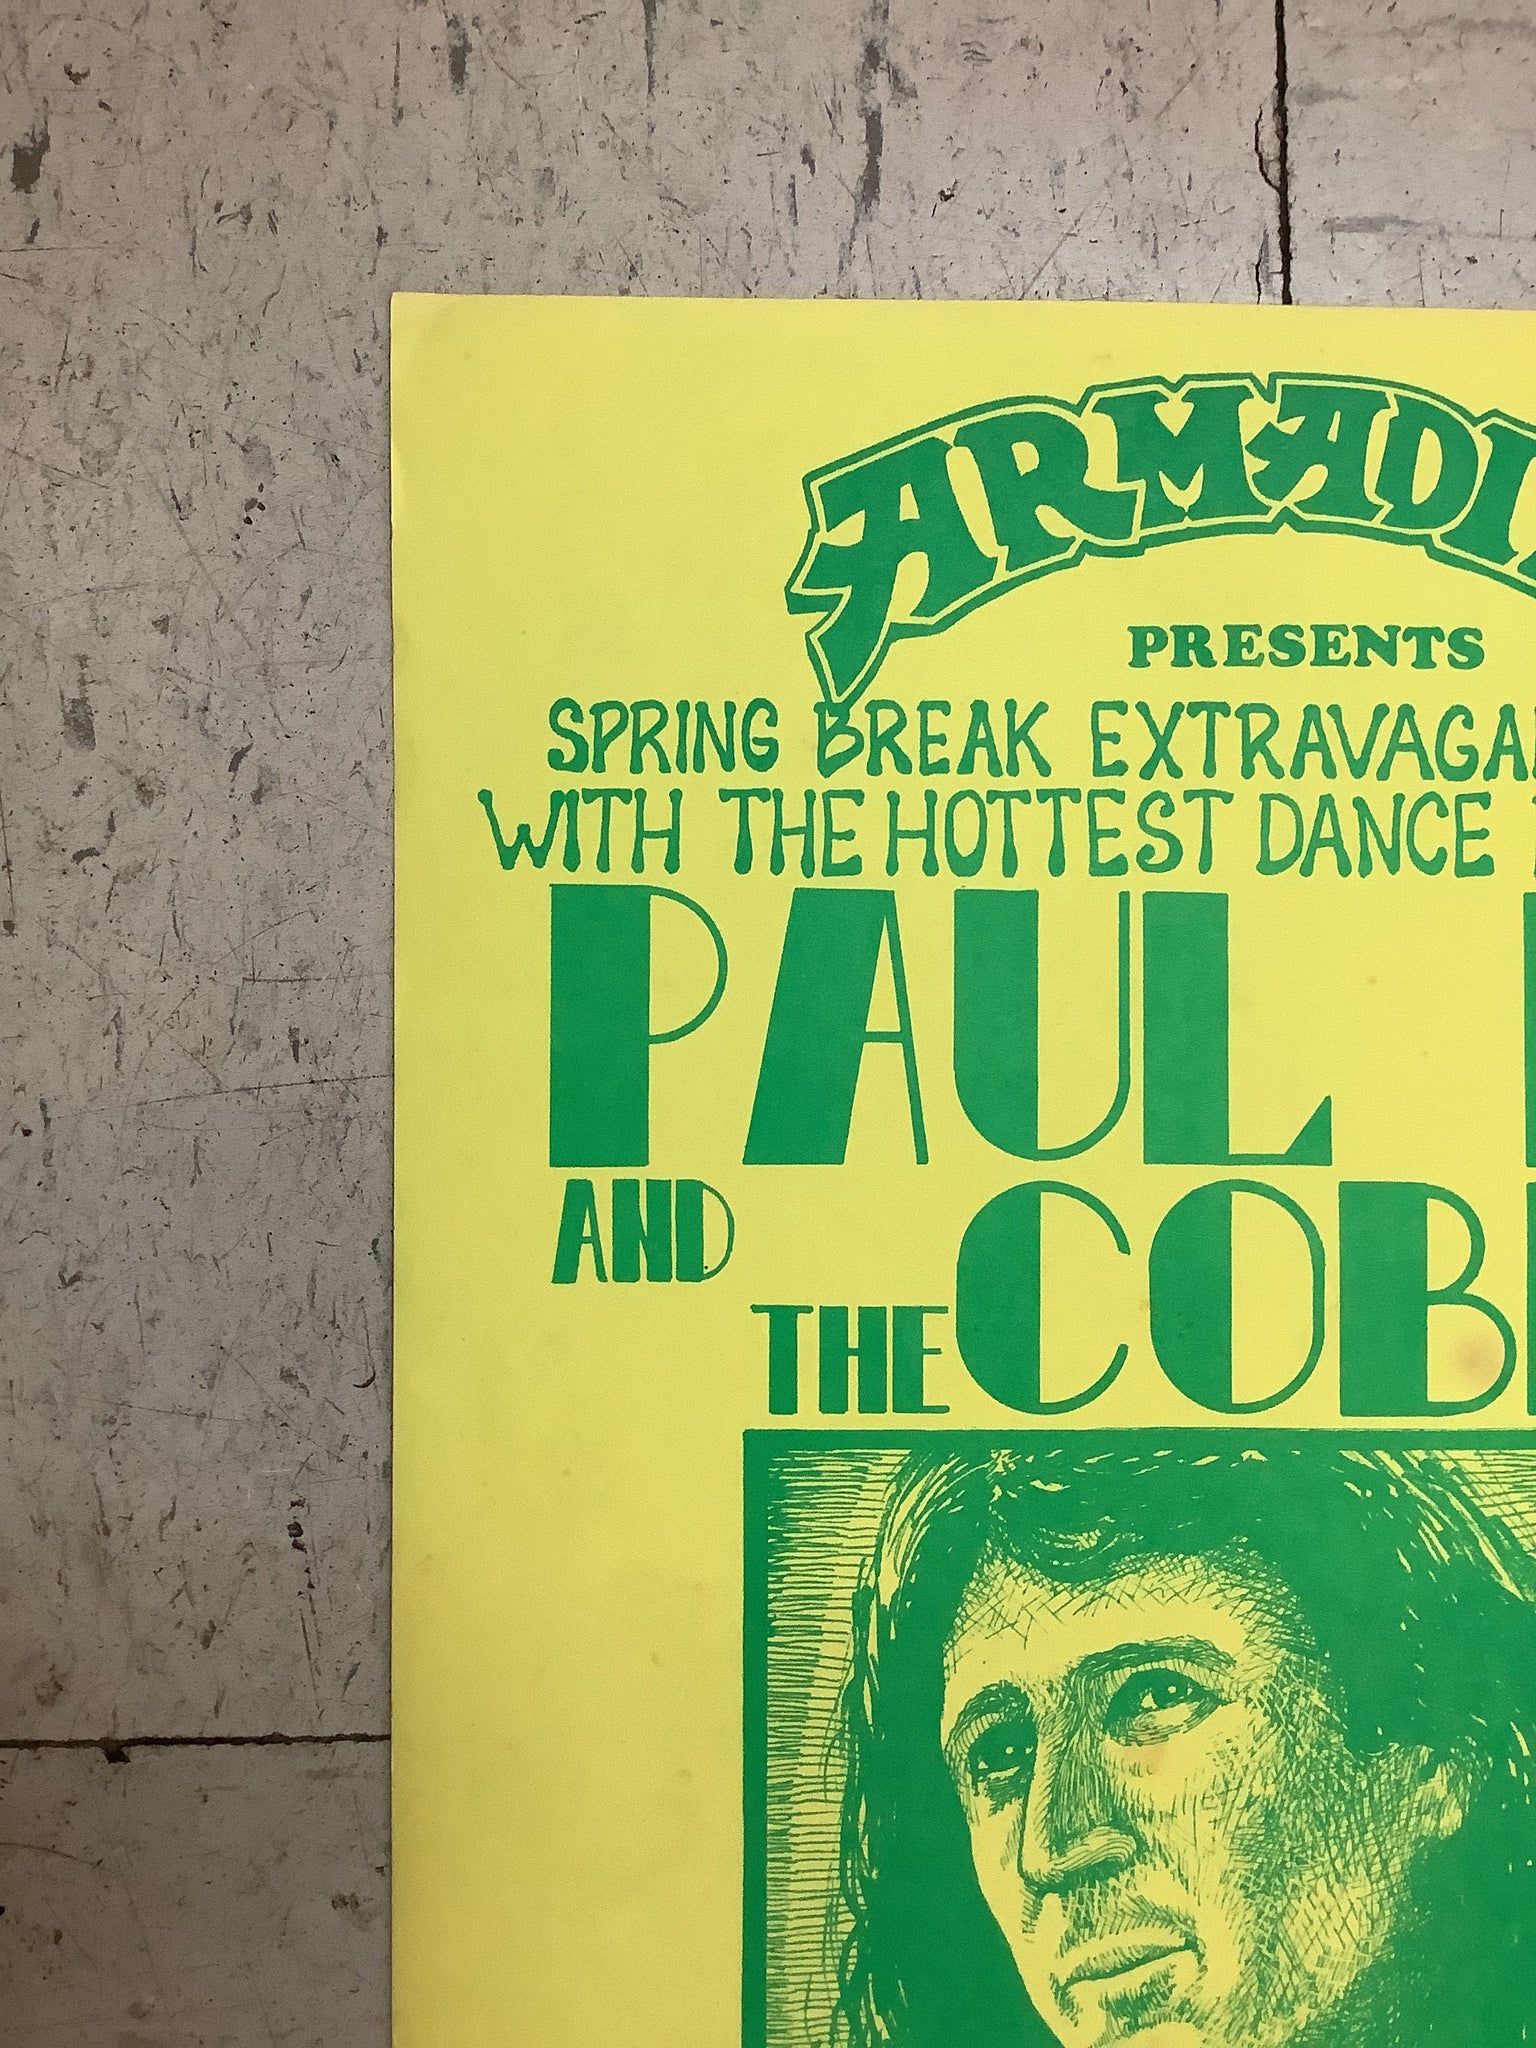 ARMADI
PRESENTS
SPRING BREAK EXTRAVAGA
WITH THE HOTTEST DANCE
PAUL
AND
THE COB